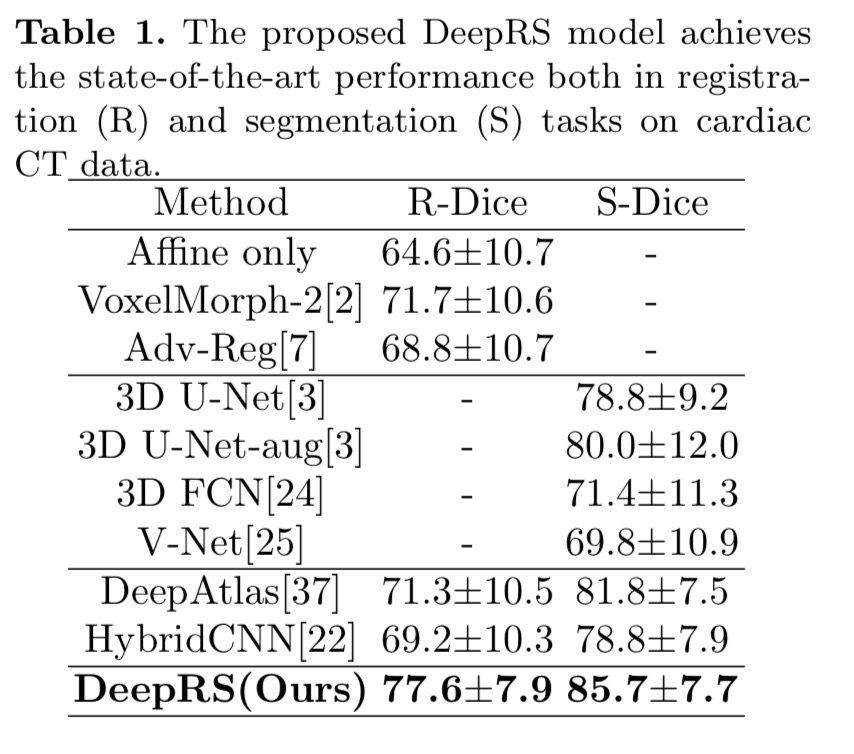 Table 1. The proposed DeepRS model achieves
the state-of-the-art performance both in registra-
tion (R) and segmentation (S) tasks on cardiac
CT data.
Method R-Dice S-Dice
Affine only 64.6±10.7 -
VoxelMorph-2[2] 71.7±10.6 -
Adv-Reg[7] 68.8±10.7 -
3D U-Net[3] - 78.8±9.2
3D U-Net-aug[3] - 80.0±12.0
3D FCN[24] - 71.4±11.3
V-Net[25] - 69.8±10.9
DeepAtlas[37] 71.3±10.5 81.8±7.5
HybridCNN[22] 69.2±10.3 78.8±7.9
DeepRS(Ours) 77.6±7.9 85.7±7.7